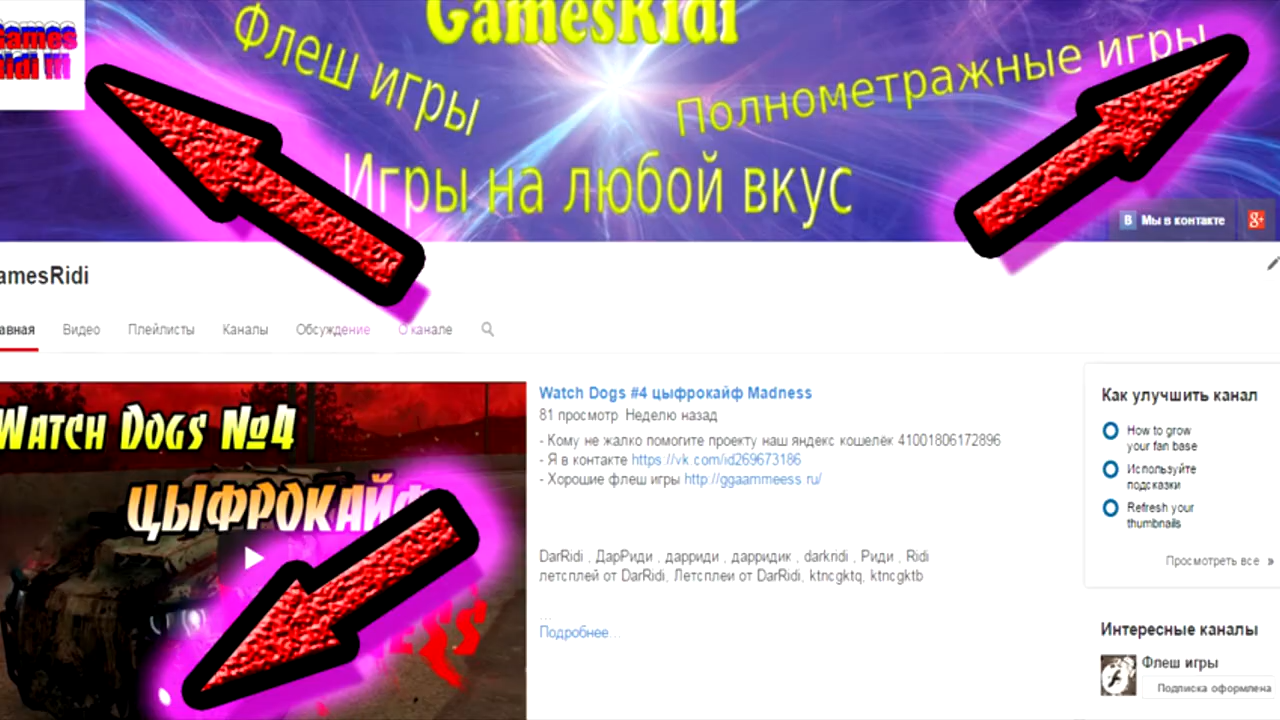 GamesRidi
Games
Ridi
Флеш игры
Полнометражные игры
Игры на любой вкус
В Мы в контакте
g+
amesRidi
авная Видео Плейлисты Каналы Обсуждение О канале
Watch Dogs №4
цыфрокайф
Watch Dogs #4 цыфрокайф Madness
81 просмотр Неделю назад
- Кому не жалко помогите проекту наш яндекс кошелек 41001806172896
- Я в контакте https://vk.com/id269673186
- Хорошие флеш игры http://ggaammeess.ru/
DarRidi , ДарРиди , дарриди , дарридик , darkridi , Риди , Ridi
летсплей от DarRidi, Летсплеи от DarRidi, ktncgktq, ktncgktb
...
Подробнее...
Как улучшить канал
How to grow
your fan base
Используйте
подсказки
Refresh your
thumbnails
Просмотреть все »
Интересные каналы
Флеш игры
Подписка оформлена